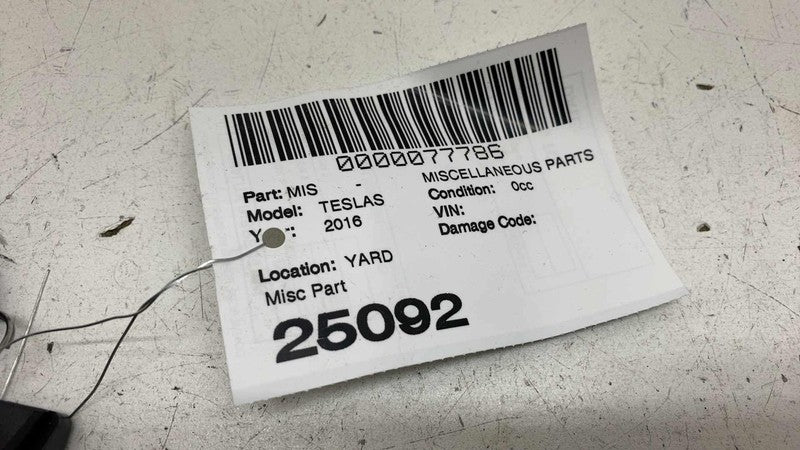 0000077786
Part: MIS - MISCELLANEOUS PARTS
Model: TESLAS Condition: 0cc
2016 VIN:
Damage Code:
Location: YARD
Misc Part
25092